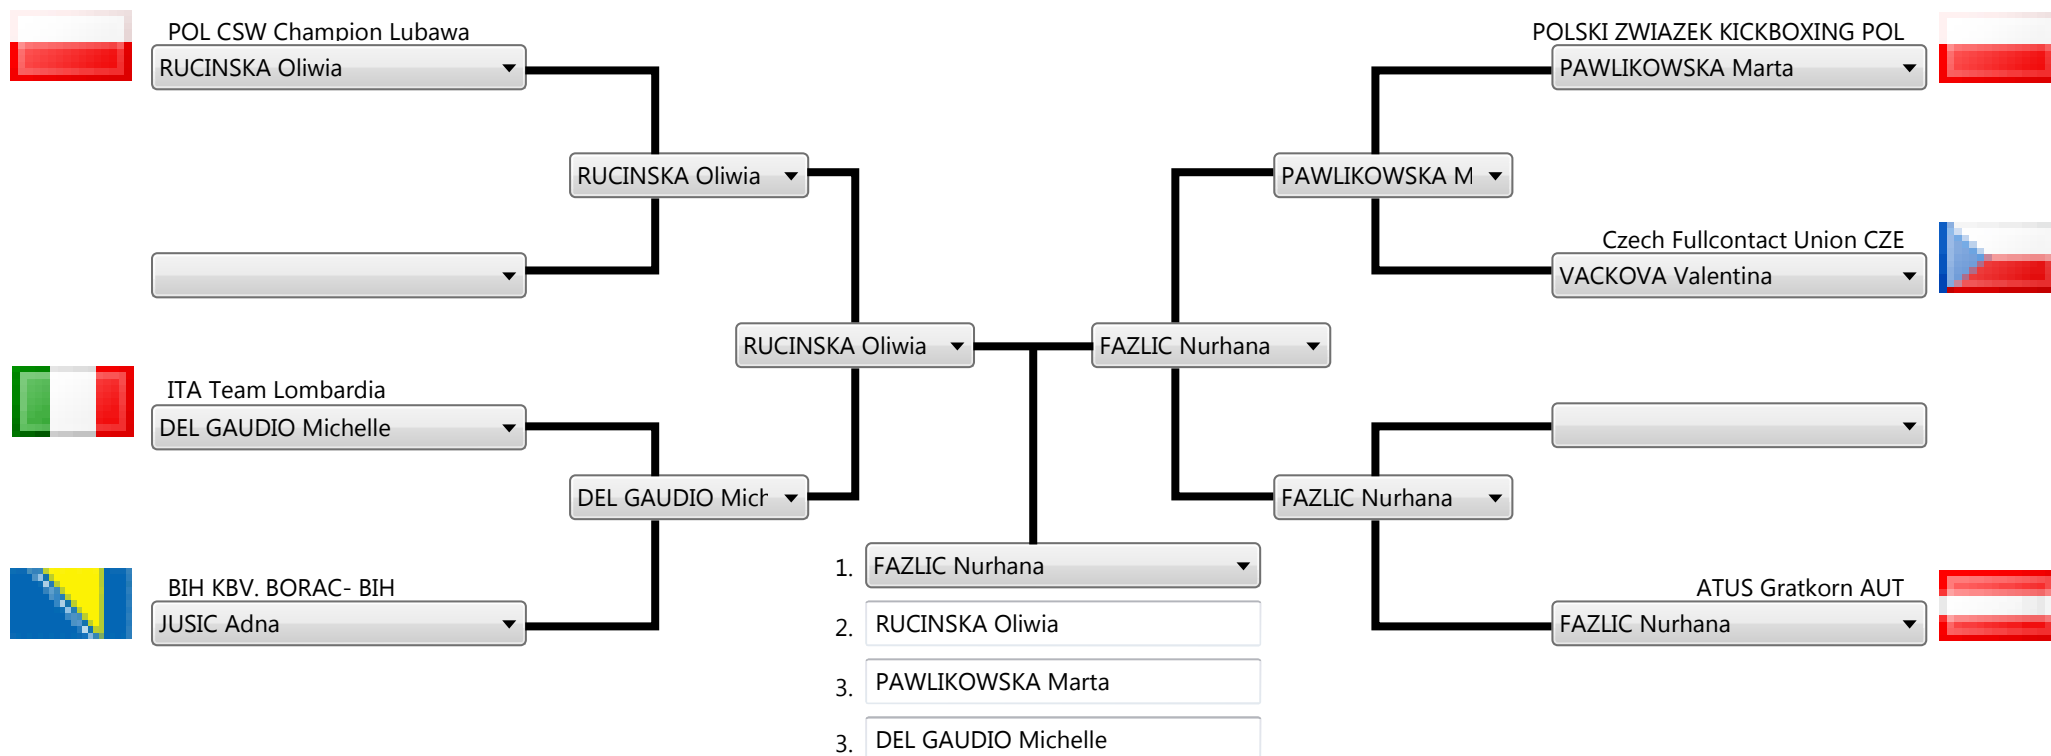 POL CSW Champion Lubawa
RUCINSKA Oliwia
POLSKI ZWIAZEK KICKBOXING POL
PAWLIKOWSKA Marta
RUCINSKA Oliwia
PAWLIKOWSKA M
Czech Fullcontact Union CZE
VACKOVA Valentina
RUCINSKA Oliwia
FAZLIC Nurhana
ITA Team Lombardia
DEL GAUDIO Michelle
DEL GAUDIO Mich
FAZLIC Nurhana
BIH KBV. BORAC- BIH
JUSIC Adna
ATUS Gratkorn AUT
FAZLIC Nurhana
1. FAZLIC Nurhana
2. RUCINSKA Oliwia
3. PAWLIKOWSKA Marta
3. DEL GAUDIO Michelle